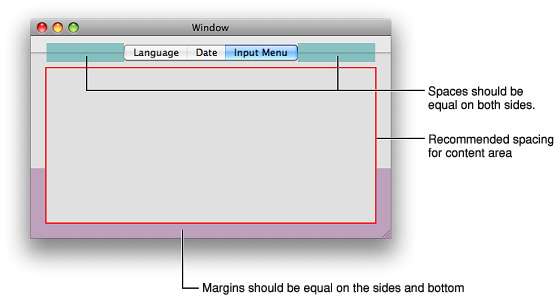 Window
Language Date Input Menu
Spaces should be
equal on both sides.
Recommended spacing
for content area
Margins should be equal on the sides and bottom